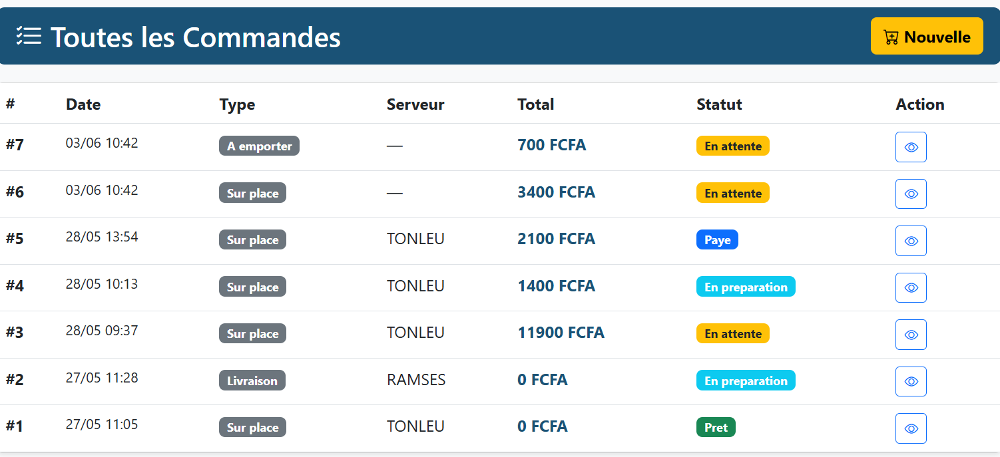 Toutes les Commandes Nouvelle
# Date Type Serveur Total Statut Action
#7 03/06 10:42 A emporter — 700 FCFA En attente
#6 03/06 10:42 Sur place — 3400 FCFA En attente
#5 28/05 13:54 Sur place TONLEU 2100 FCFA Paye
#4 28/05 10:13 Sur place TONLEU 1400 FCFA En preparation
#3 28/05 09:37 Sur place TONLEU 11900 FCFA En attente
#2 27/05 11:28 Livraison RAMSES 0 FCFA En preparation
#1 27/05 11:05 Sur place TONLEU 0 FCFA Pret